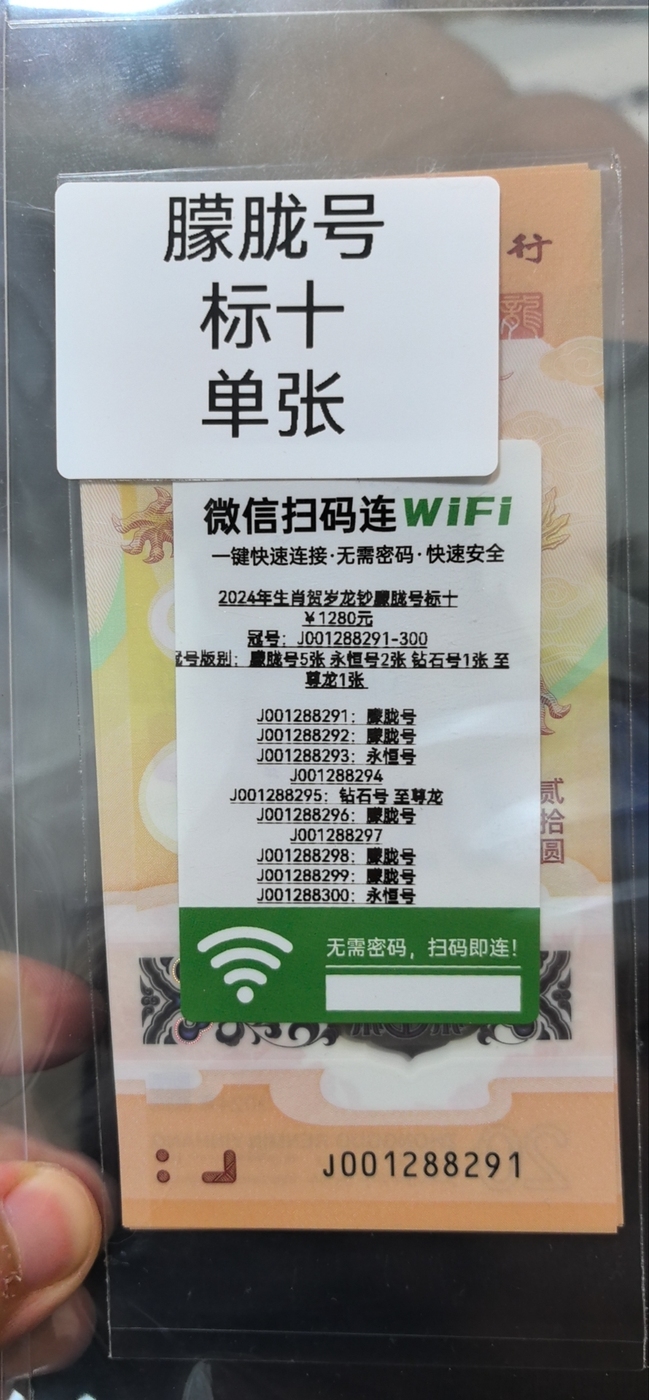 行
龍
朦胧号
标十
单张
微信扫码连WiFi
一键快速连接·无需密码·快速安全
2024年生肖贺岁龙钞朦胧号标十
￥1280元
冠号：J001288291-300
号版别：朦胧号5张 永恒号2张 钻石号1张 至
尊龙1张
J001288291：朦胧号
J001288292：朦胧号
J001288293：永恒号
J001288294
J001288295：钻石号 至尊龙
J001288296：朦胧号
J001288297
J001288298：朦胧号
J001288299：朦胧号
J001288300：永恒号
贰拾圆
无需密码，扫码即连！
J001288291